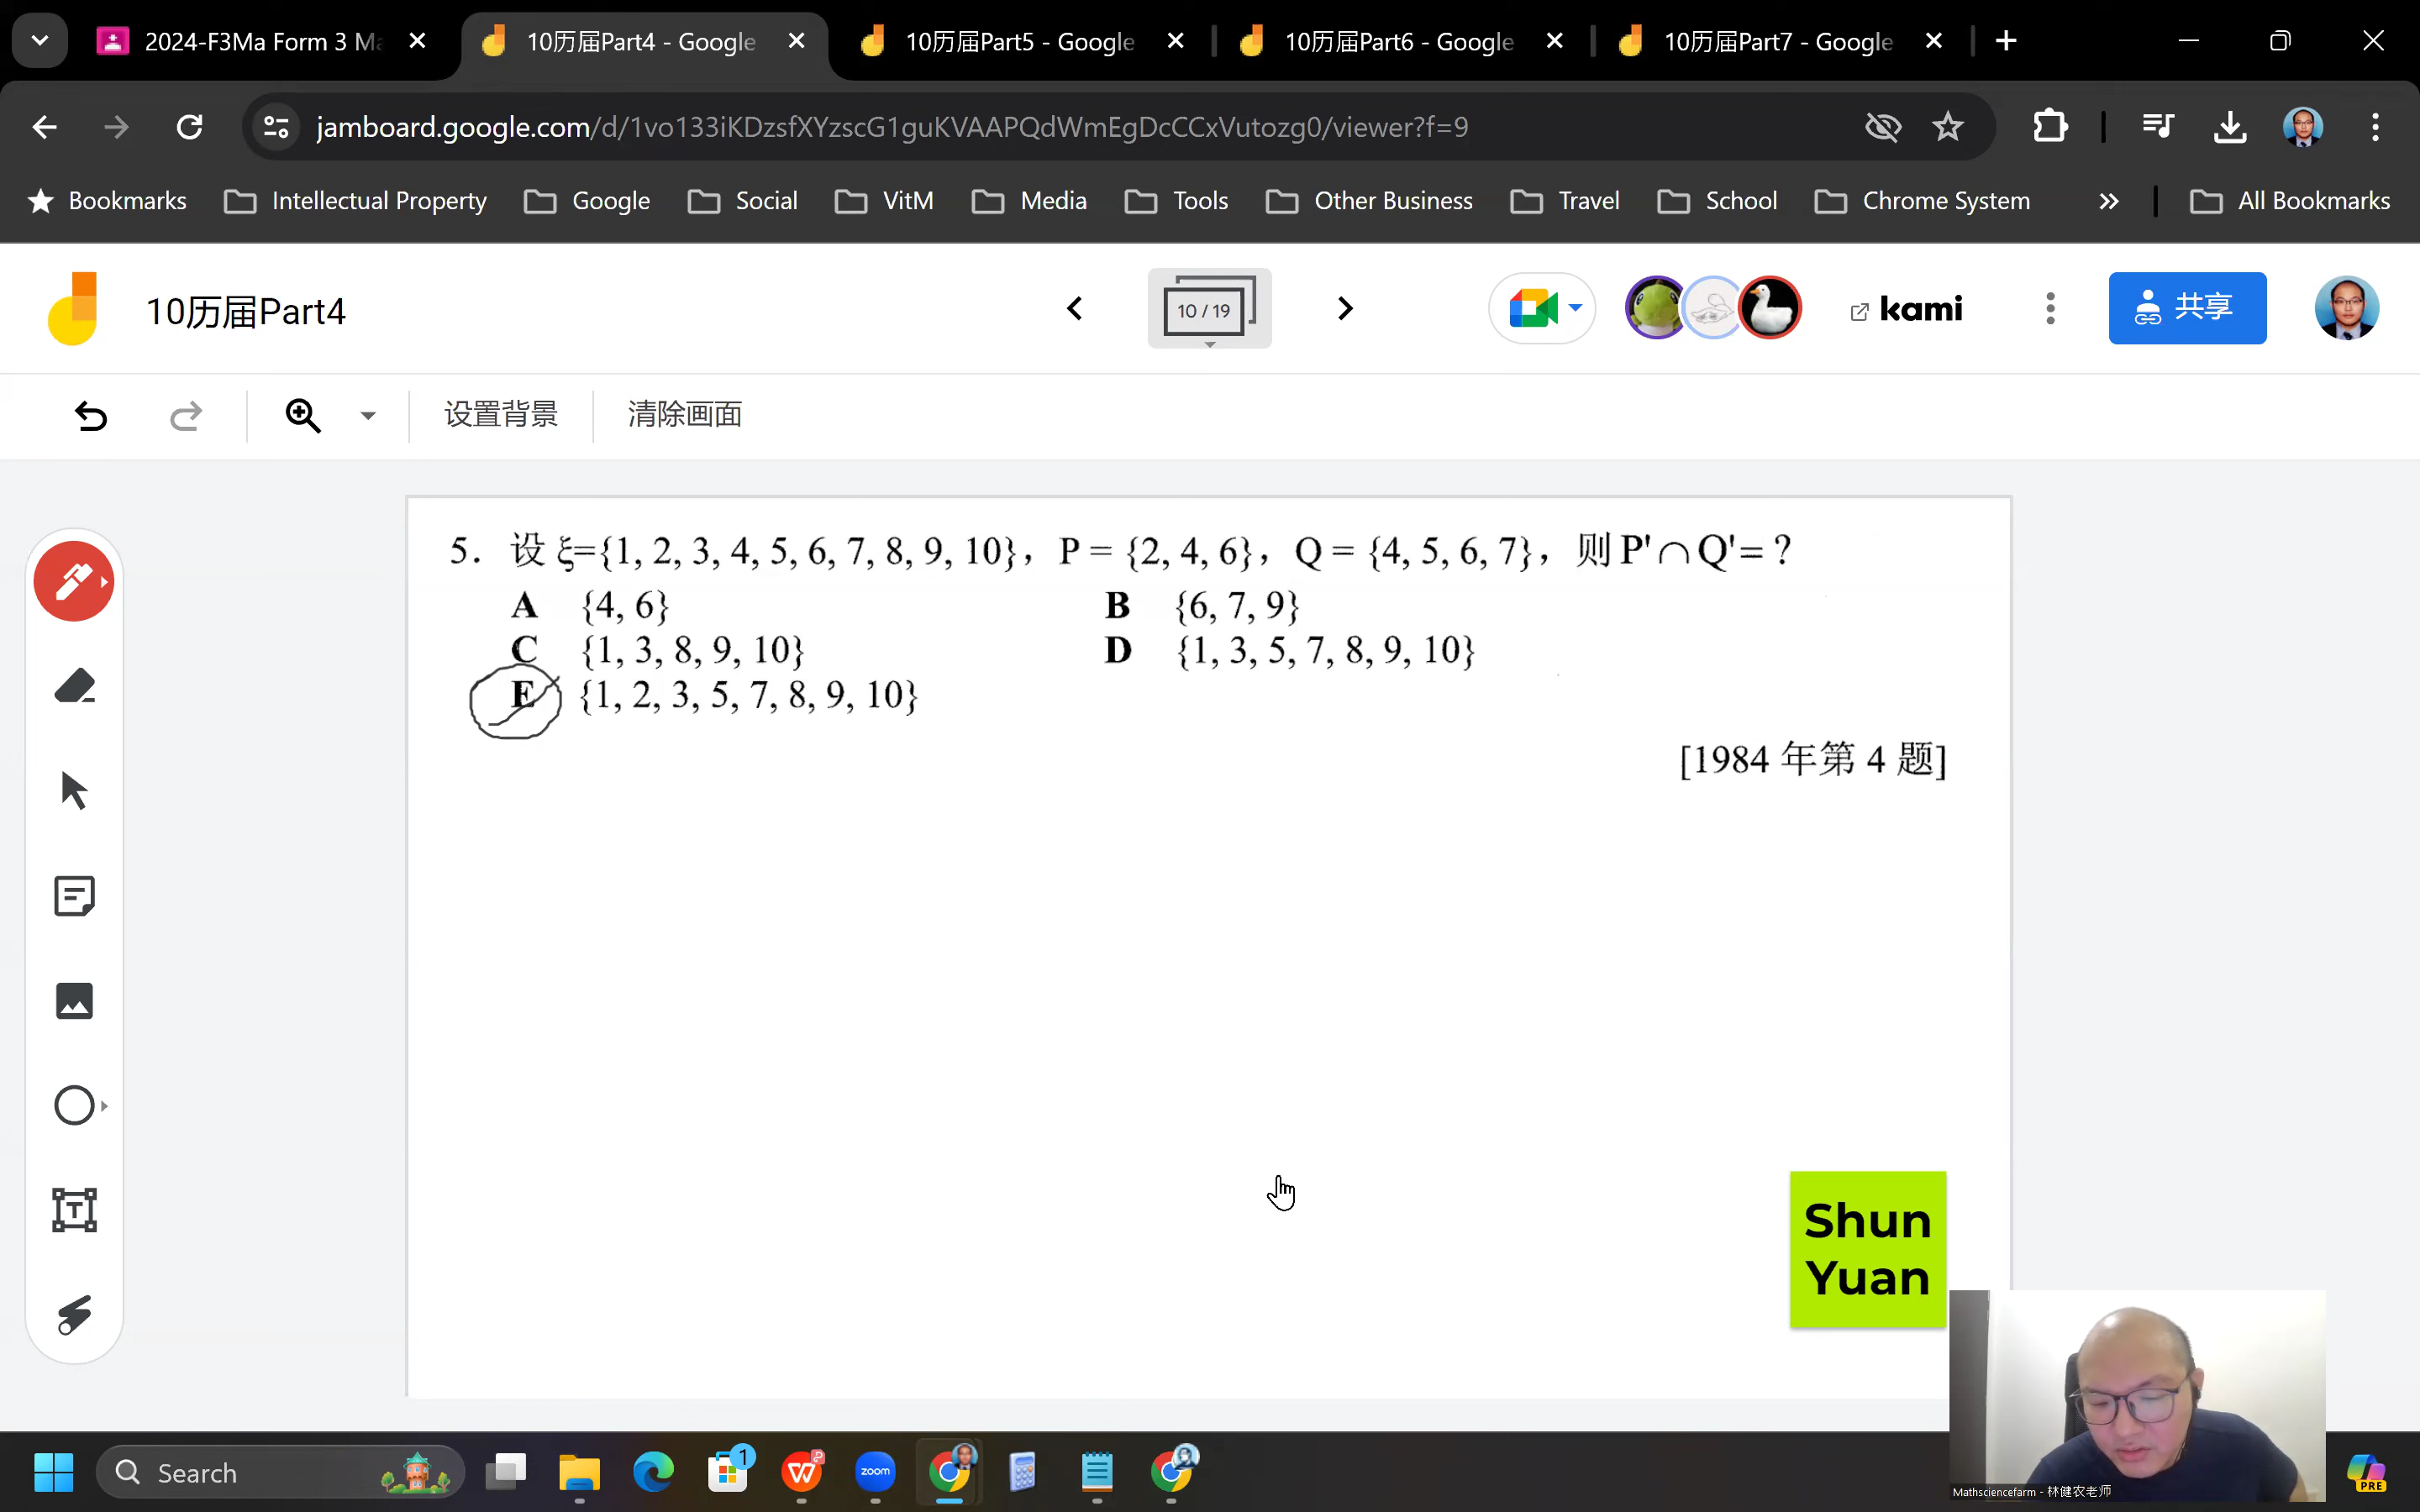 2024-F3Ma Form 3 Ma
10历届Part4 - Google
10历届Part5 - Google
10历届Part6 - Google
10历届Part7 - Google
jamboard.google.com/d/1vo133iKDzsfXYzscG1guKVAAPQdWmEgDcCCxVutozg0/viewer?f=9
Bookmarks
Intellectual Property
Google
Social
VitM
Media
Tools
Other Business
Travel
School
Chrome System
All Bookmarks
10历届Part4
10 / 19
kami
共享
设置背景
清除画面
5. 设 ξ={1, 2, 3, 4, 5, 6, 7, 8, 9, 10}，P = {2, 4, 6}，Q = {4, 5, 6, 7}，则 P'∩Q'= ?
A {4, 6} B {6, 7, 9}
C {1, 3, 8, 9, 10} D {1, 3, 5, 7, 8, 9, 10}
E {1, 2, 3, 5, 7, 8, 9, 10}
[1984 年第 4 题]
Shun
Yuan
Mathsciencefarm - 林健农老师
Search
1
zoom
PRE